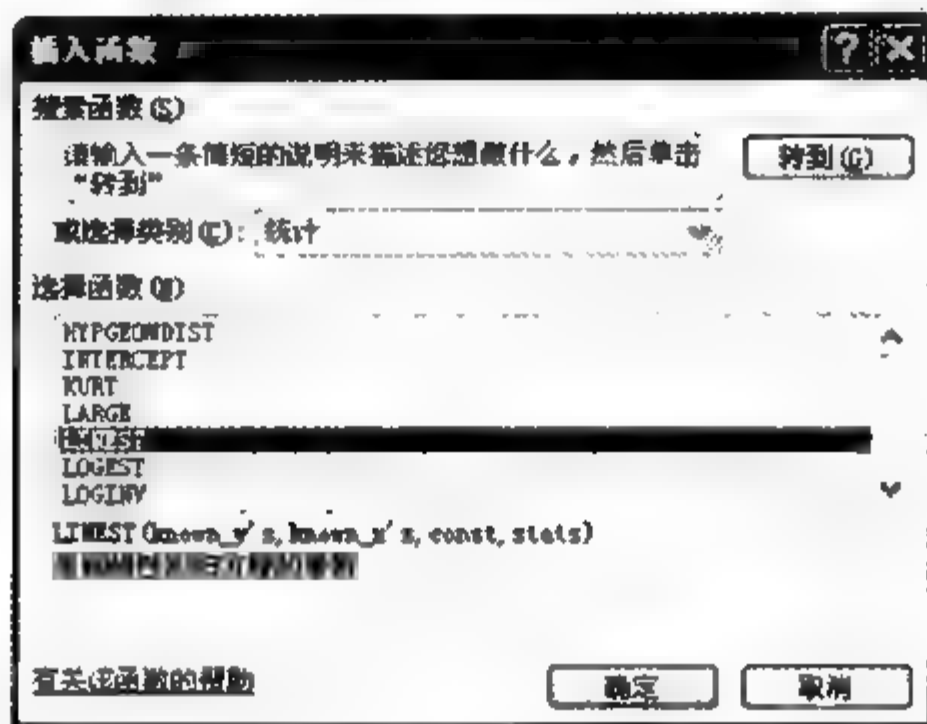 插入函数
搜索函数(S)
请输入一条简短的说明来描述您想做什么，然后单击
“转到”
转到(G)
或选择类别(C): 统计
选择函数(N)
HYPGEOMDIST
INTERCEPT
KURT
LARGE
LINEST
LOGEST
LOGINV
LINEST(known_y's,known_x's,const,stats)
有关该函数的帮助
确定
取消